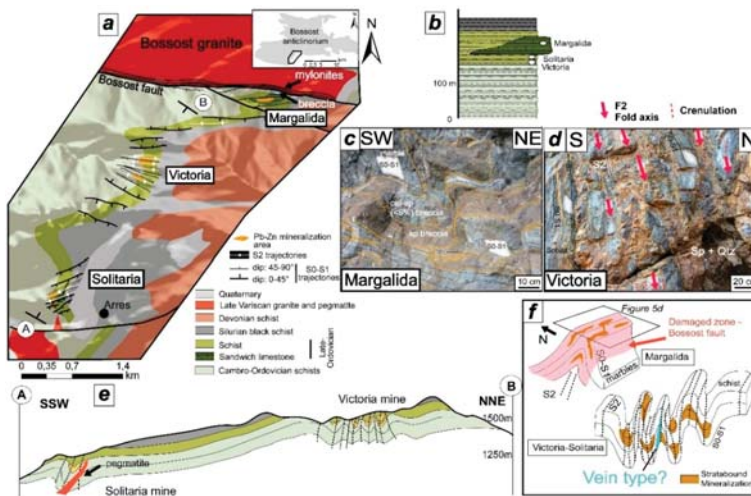 a
Bossost granite
Bossost
anticlinorium
N
mylonites
Bossost fault
B
breccia
Margalida
Victoria
Solitaria
Arres
A
0 0,35 0,7 1,4
km
Pb-Zn mineralization
area
S2 trajectories
dip: 45-90°
dip: 0-45°
S0-S1
trajectories
Quaternary
Late Variscan granite and pegmatite
Devonian schist
Silurian black schist
Schist
Sandwich limestone
Cambro-Ordovician schists
Late-
Ordovician
b
Margalida
Solitaria
Victoria
100 m
0
F2
Fold axis
Crenulation
c SW NE
S0-S1
sp breccia
S0-S1
Margalida
10 cm
d S N
Sp + Qtz
Victoria
20 cm
A
SSW
e
Victoria mine
NNE
B
1500m
1250m
pegmatite
Solitaria mine
f
Figure 5d
N
Damaged zone -
Bossost fault
Margalida
S0-S1
marbles
S2
schist
S2
S0-S1
Victoria-Solitaria
Vein type?
Stratabound
Mineralization